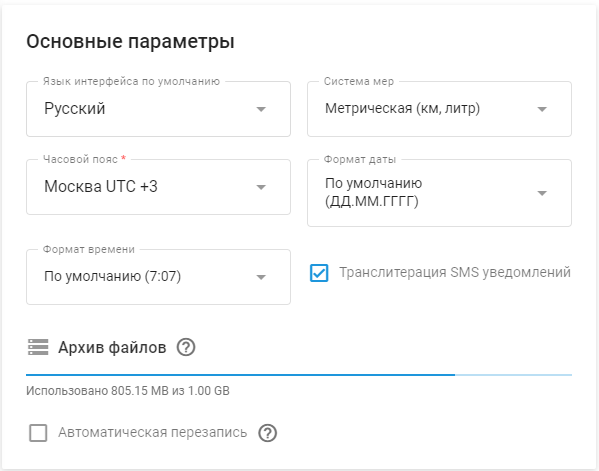 Основные параметры
Язык интерфейса по умолчанию
Русский
Система мер
Метрическая (км, литр)
Часовой пояс *
Москва UTC +3
Формат даты
По умолчанию
(ДД.ММ.ГГГГ)
Формат времени
По умолчанию (7:07)
Транслитерация SMS уведомлений
Архив файлов ?
Использовано 805.15 MB из 1.00 GB
Автоматическая перезапись ?